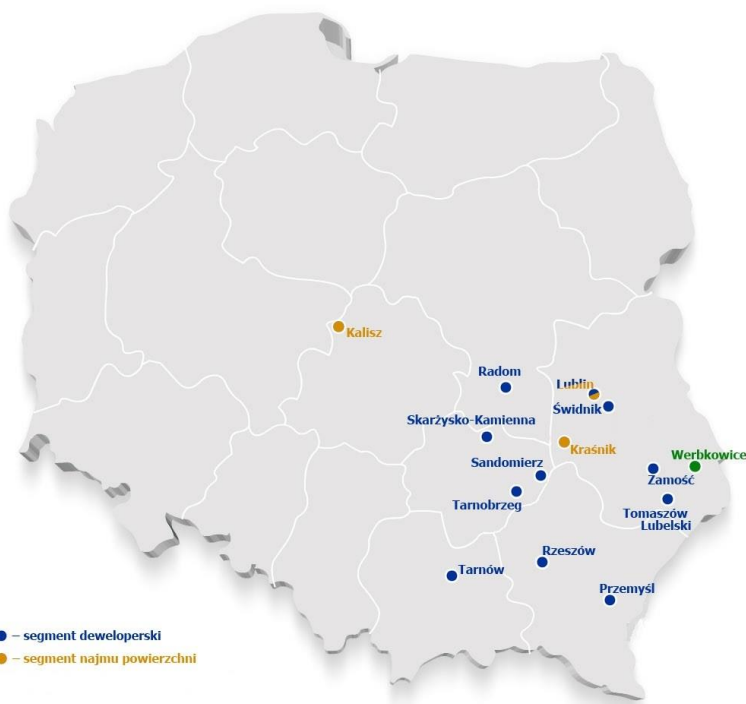 Kalisz
Radom
Lublin
Świdnik
Skarżysko-Kamienna
Kraśnik
Werbkowice
Sandomierz
Zamość
Tarnobrzeg
Tomaszów
Lubelski
Rzeszów
Tarnów
Przemyśl
– segment deweloperski
– segment najmu powierzchni